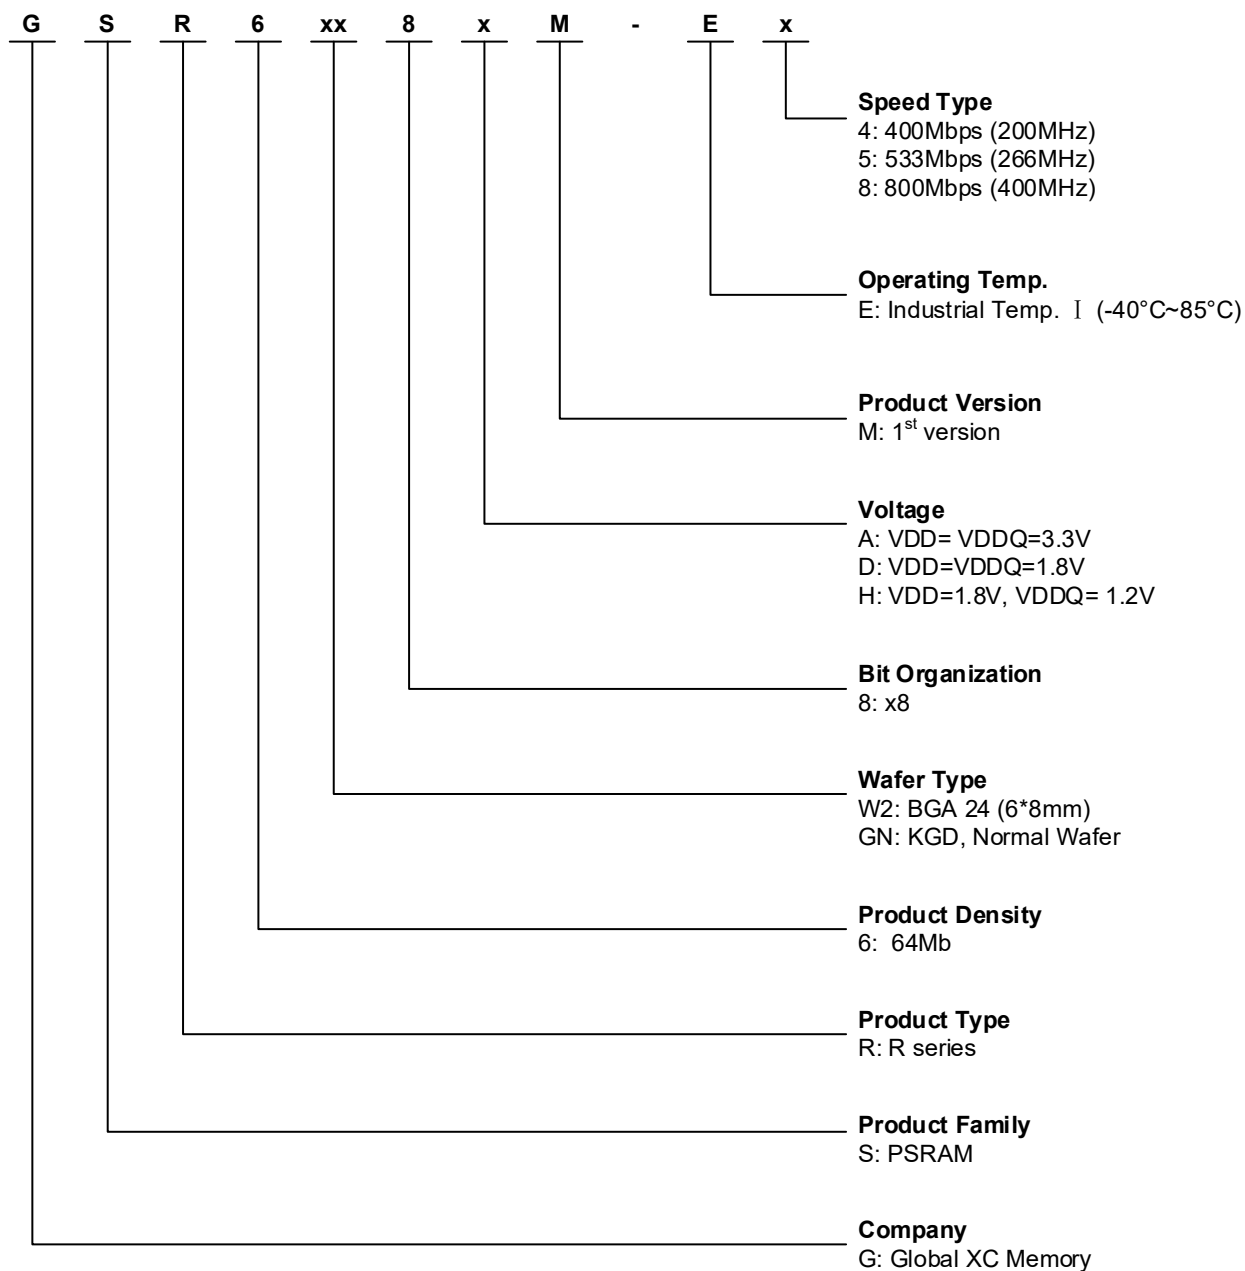 G S R 6 xx 8 x M - E x
Speed Type
4: 400Mbps (200MHz)
5: 533Mbps (266MHz)
8: 800Mbps (400MHz)
Operating Temp.
E: Industrial Temp. Ⅰ (-40°C~85°C)
Product Version
M: 1st version
Voltage
A: VDD= VDDQ=3.3V
D: VDD=VDDQ=1.8V
H: VDD=1.8V, VDDQ= 1.2V
Bit Organization
8: x8
Wafer Type
W2: BGA 24 (6*8mm)
GN: KGD, Normal Wafer
Product Density
6: 64Mb
Product Type
R: R series
Product Family
S: PSRAM
Company
G: Global XC Memory